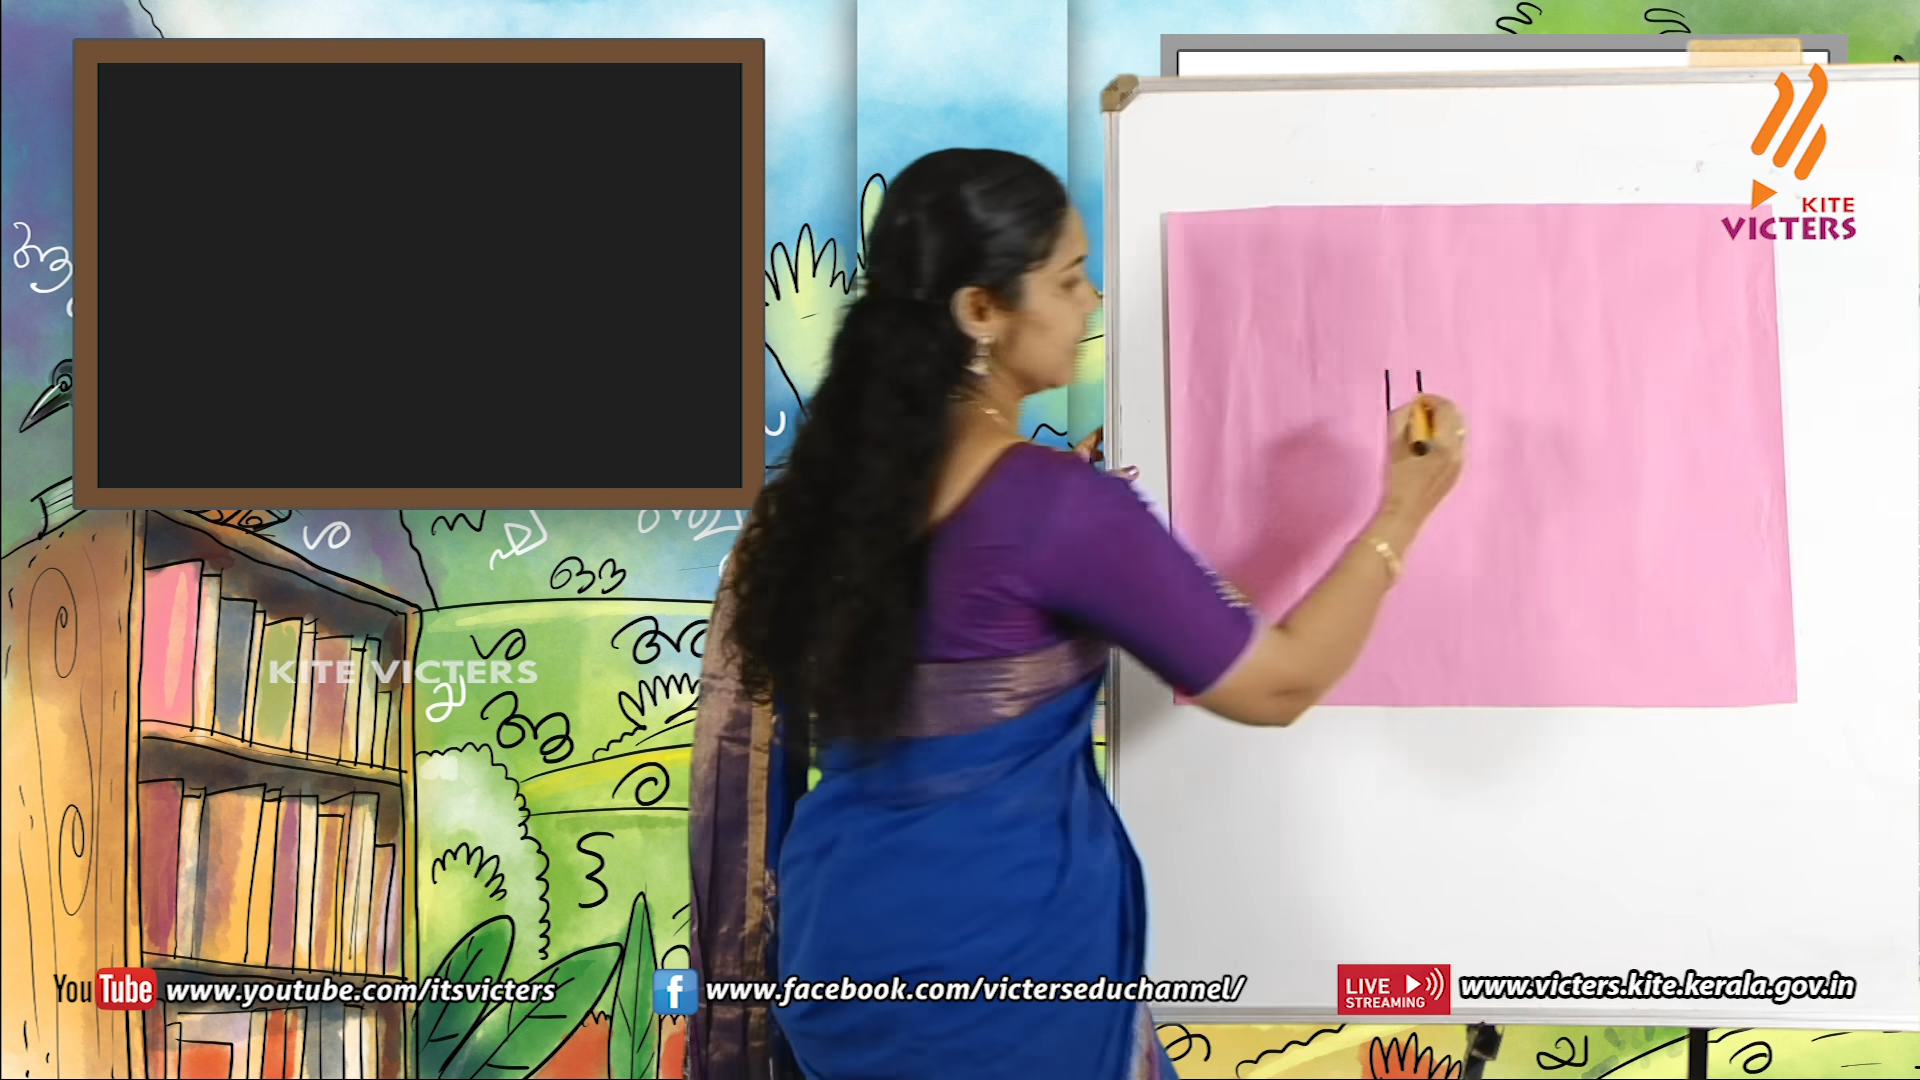 KITE
VICTERS
ആ
ശ
ഒരു
ശ
അ
KITE VICTERS
ആ
YouTube www.youtube.com/itsvicters
f www.facebook.com/victerseduchannel/
LIVE
STREAMING
www.victers.kite.kerala.gov.in